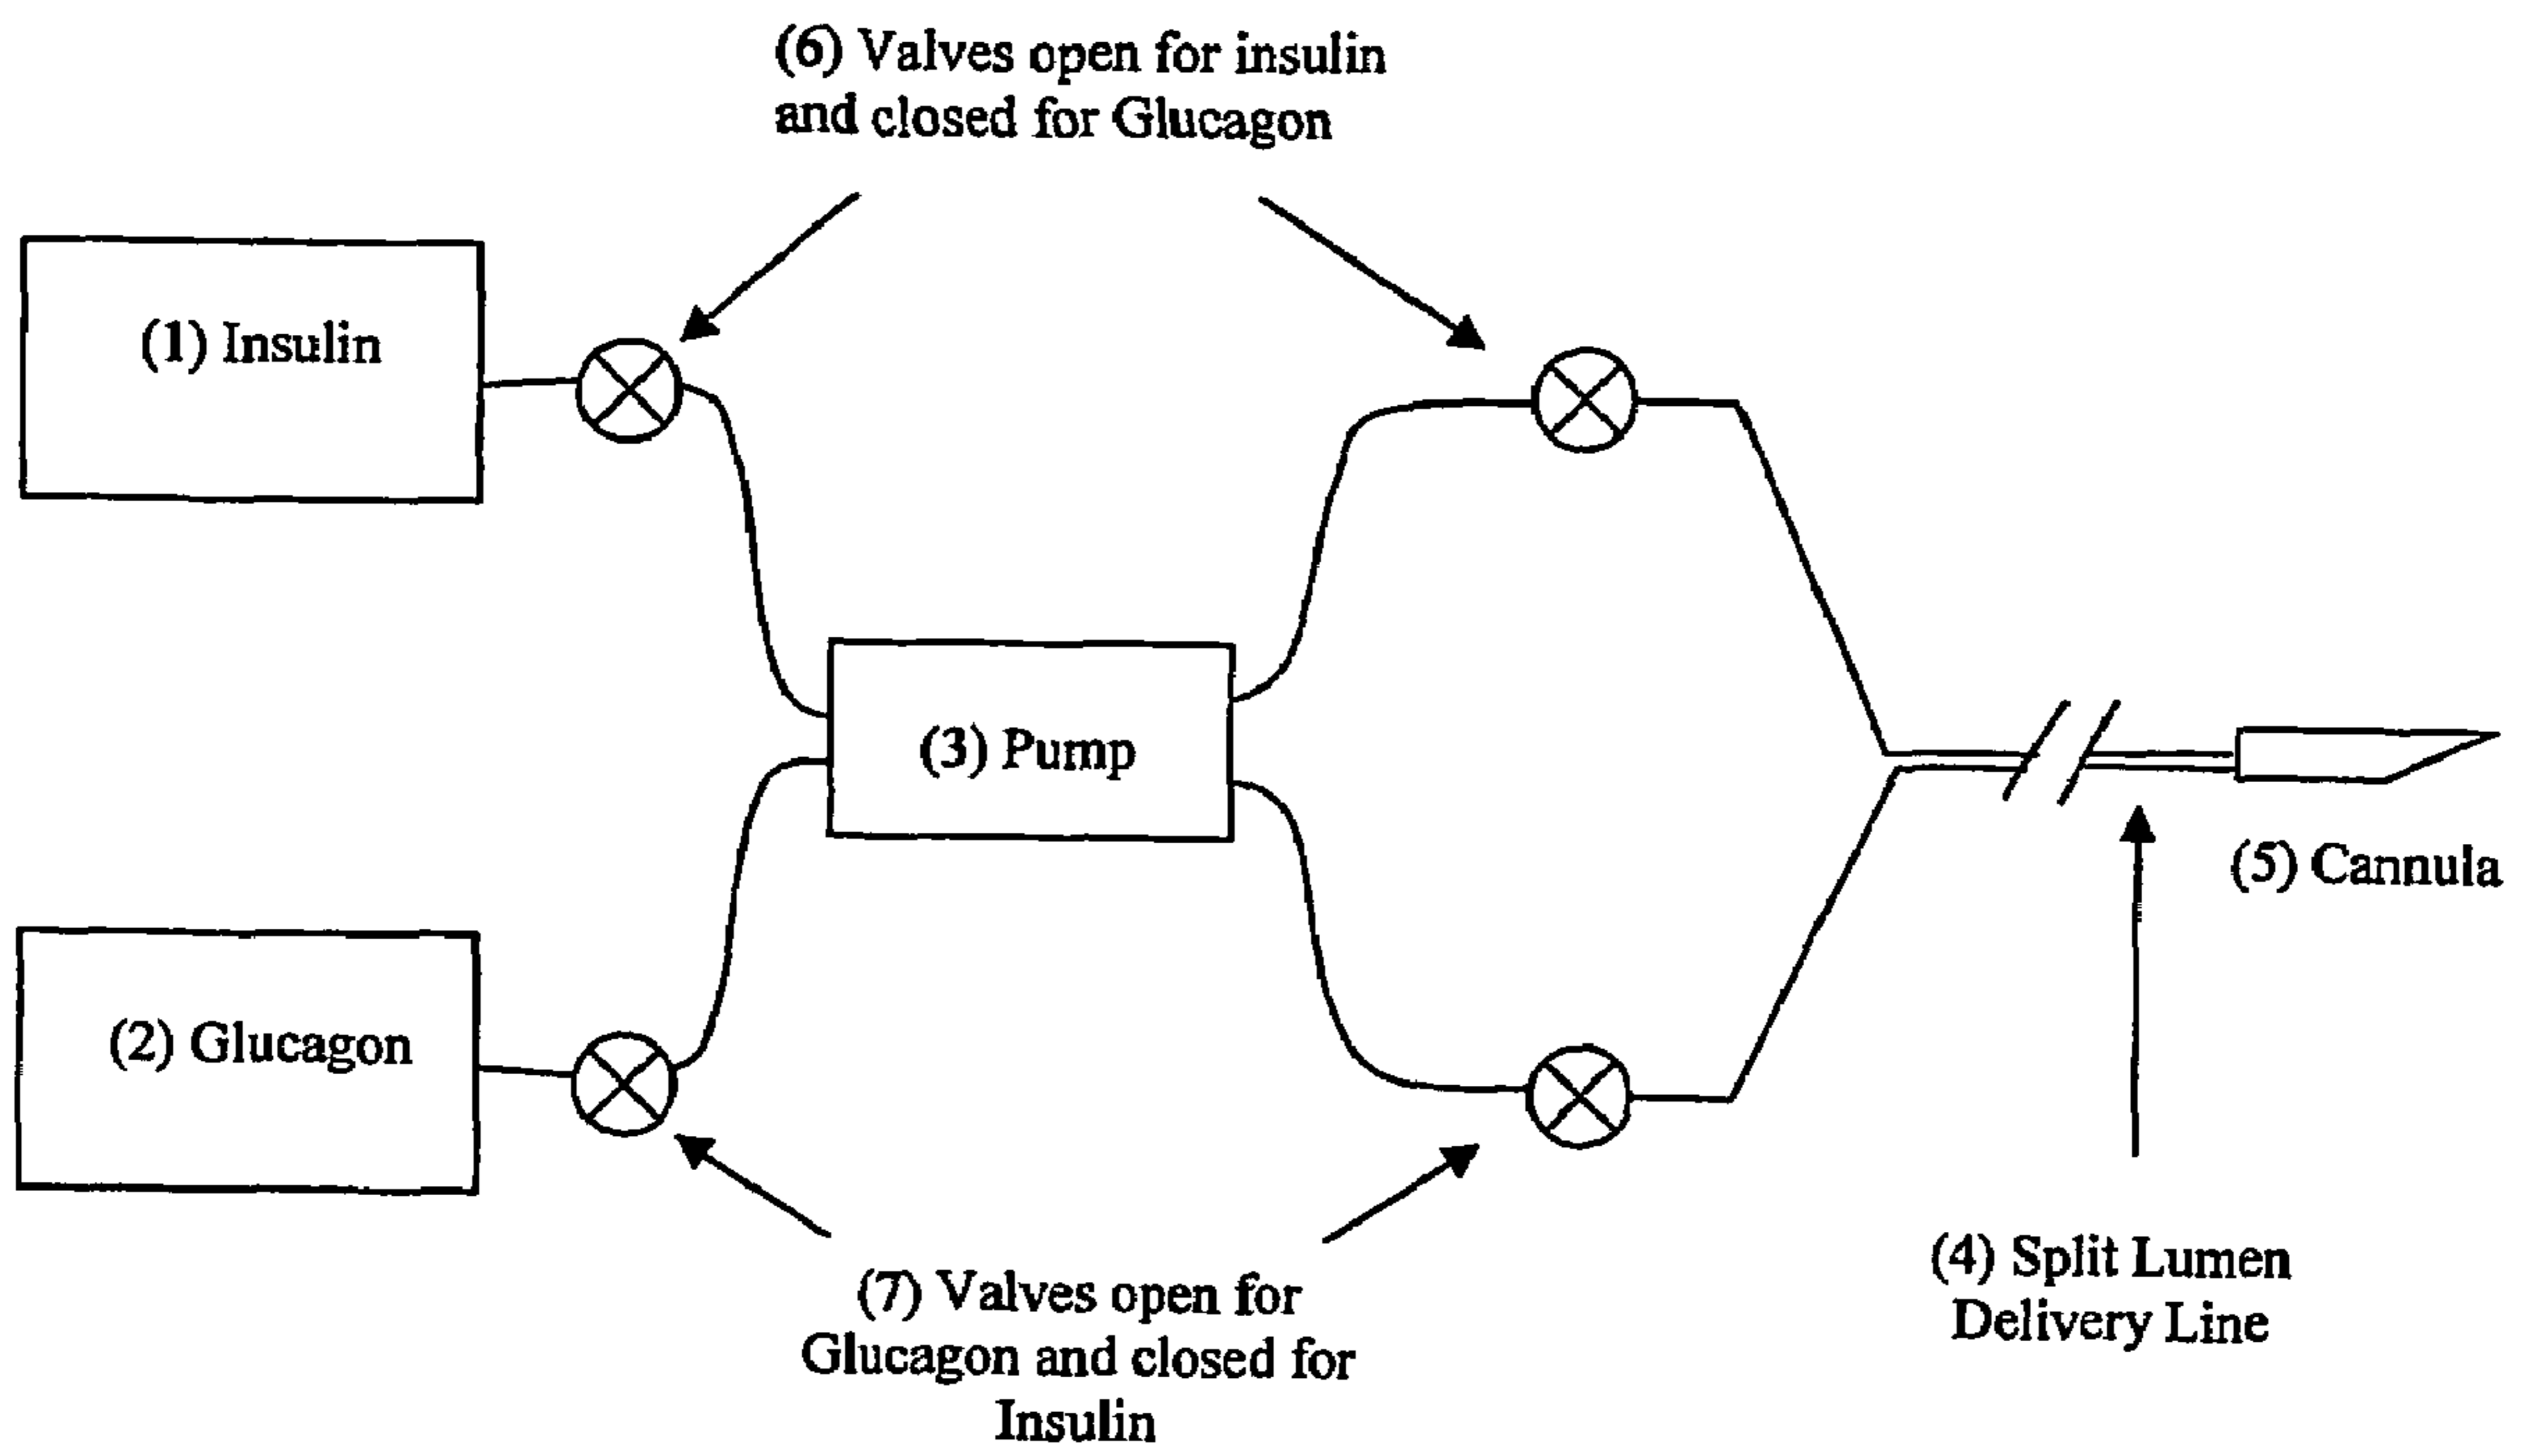 (6) Valves open for insulin
and closed for Glucagon
(1) Insulin
(3) Pump
(5) Cannula
(2) Glucagon
(4) Split Lumen
Delivery Line
(7) Valves open for
Glucagon and closed for
Insulin